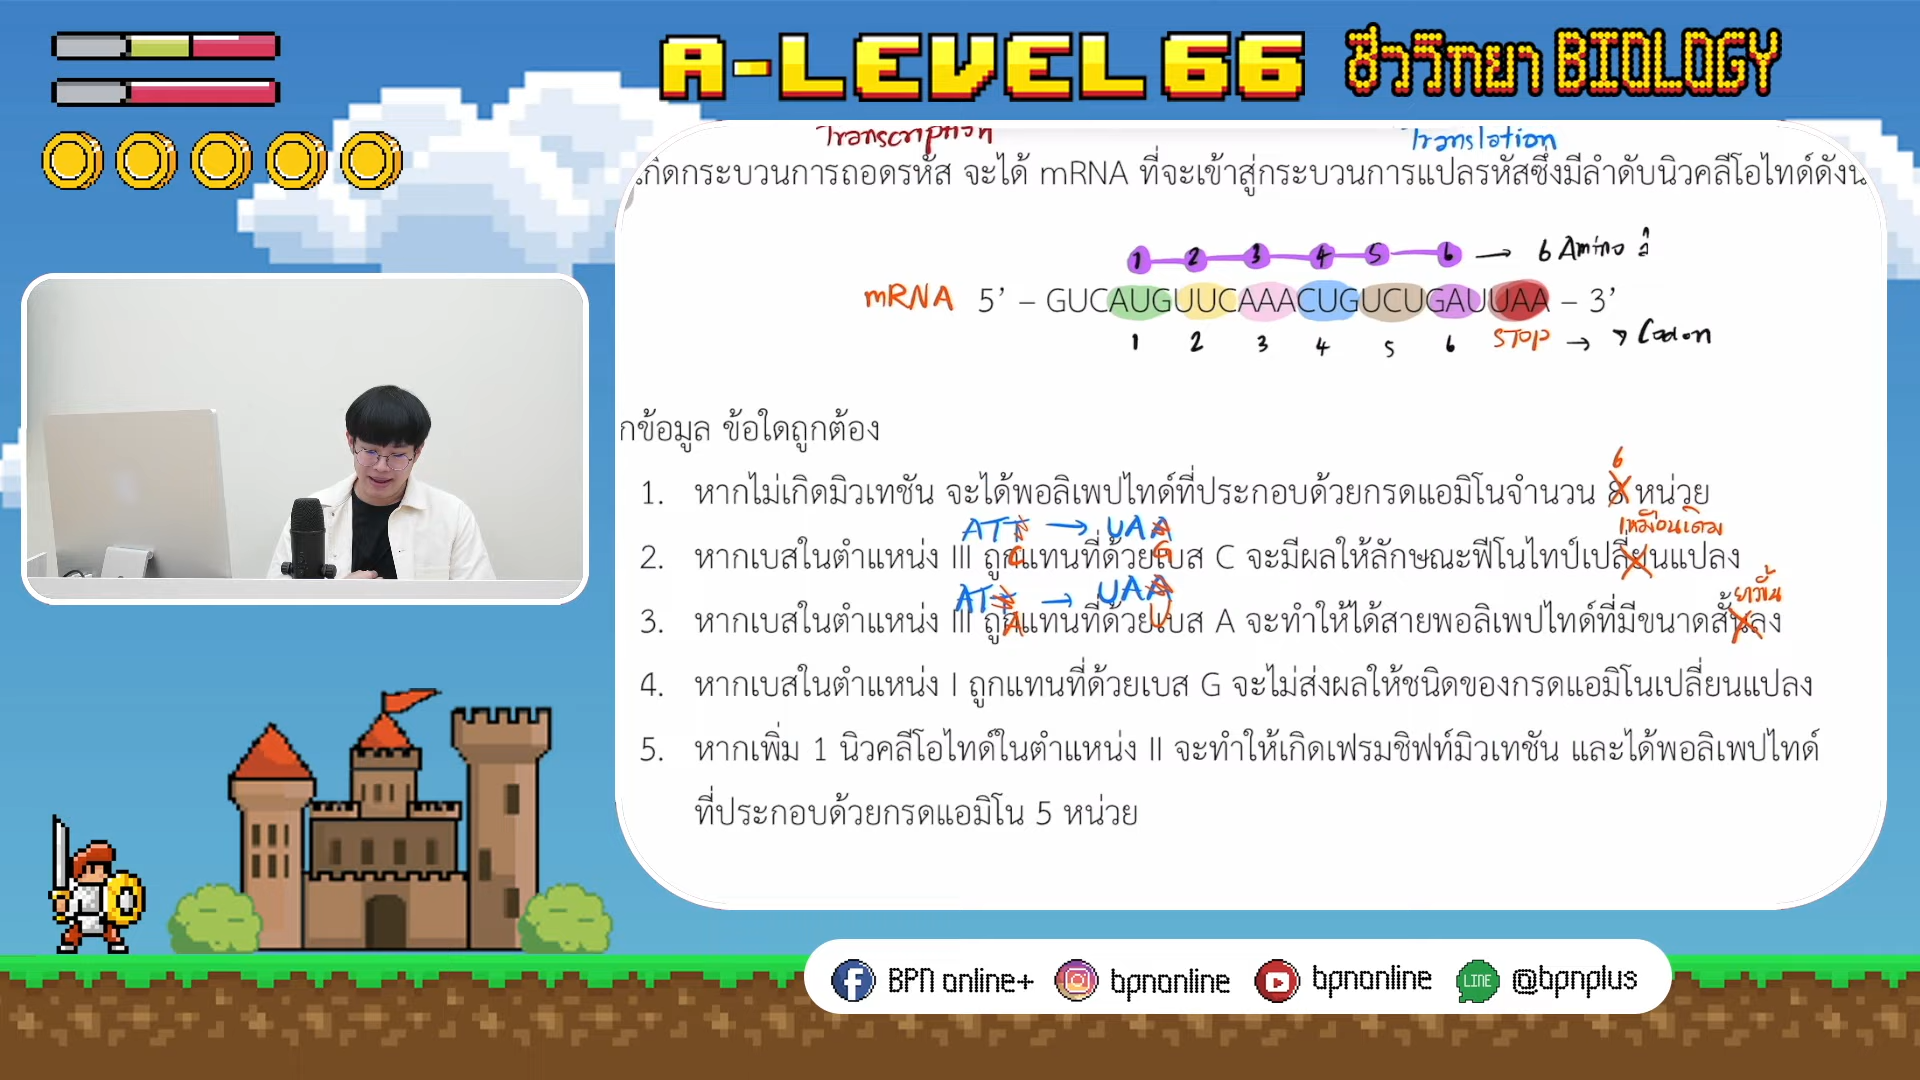 A-LEVEL 66 ชีววิทยา BIOLOGY
Transcription Translation
เกิดกระบวนการถอดรหัส จะได้ mRNA ที่จะเข้าสู่กระบวนการแปลรหัสซึ่งมีลำดับนิวคลีโอไทด์ดังน
1 2 3 4 5 6 → 6 Amino
mRNA 5’ – GUCAUGUUCAAACUGUCUGAUUAA – 3’
1 2 3 4 5 6 STOP → 7 Codon
กข้อมูล ข้อใดถูกต้อง
6
1. หากไม่เกิดมิวเทชัน จะได้พอลิเพปไทด์ที่ประกอบด้วยกรดแอมิโนจำนวน 8 หน่วย
ATT → UAA เหมือนเดิม
C G
2. หากเบสในตำแหน่ง III ถูกแทนที่ด้วยเบส C จะมีผลให้ลักษณะฟีโนไทป์เปลี่ยนแปลง
ATT → UAA ยาวขึ้น
A U
3. หากเบสในตำแหน่ง III ถูกแทนที่ด้วยเบส A จะทำให้ได้สายพอลิเพปไทด์ที่มีขนาดสั้นลง
4. หากเบสในตำแหน่ง I ถูกแทนที่ด้วยเบส G จะไม่ส่งผลให้ชนิดของกรดแอมิโนเปลี่ยนแปลง
5. หากเพิ่ม 1 นิวคลีโอไทด์ในตำแหน่ง II จะทำให้เกิดเฟรมชิฟท์มิวเทชัน และได้พอลิเพปไทด์
ที่ประกอบด้วยกรดแอมิโน 5 หน่วย
BPN online+ bpnonline bpnonline LINE @bpnplus